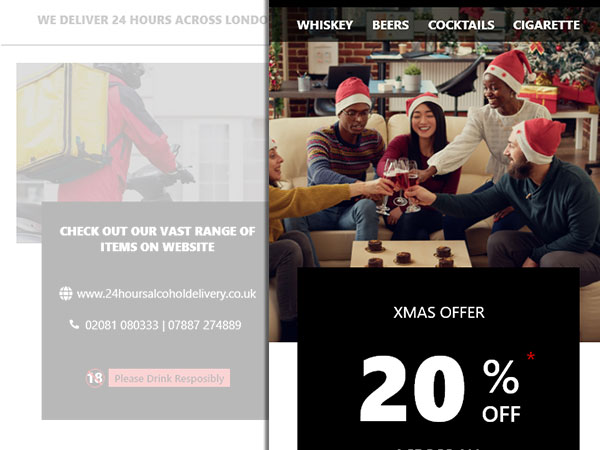 WE DELIVER 24 HOURS ACROSS LONDO
CHECK OUT OUR VAST RANGE OF
ITEMS ON WEBSITE
www.24hoursalcoholdelivery.co.uk
02081 080333 | 07887 274889
18 Please Drink Resposibly
WHISKEY BEERS COCKTAILS CIGARETTE
XMAS OFFER
20 % *
OFF